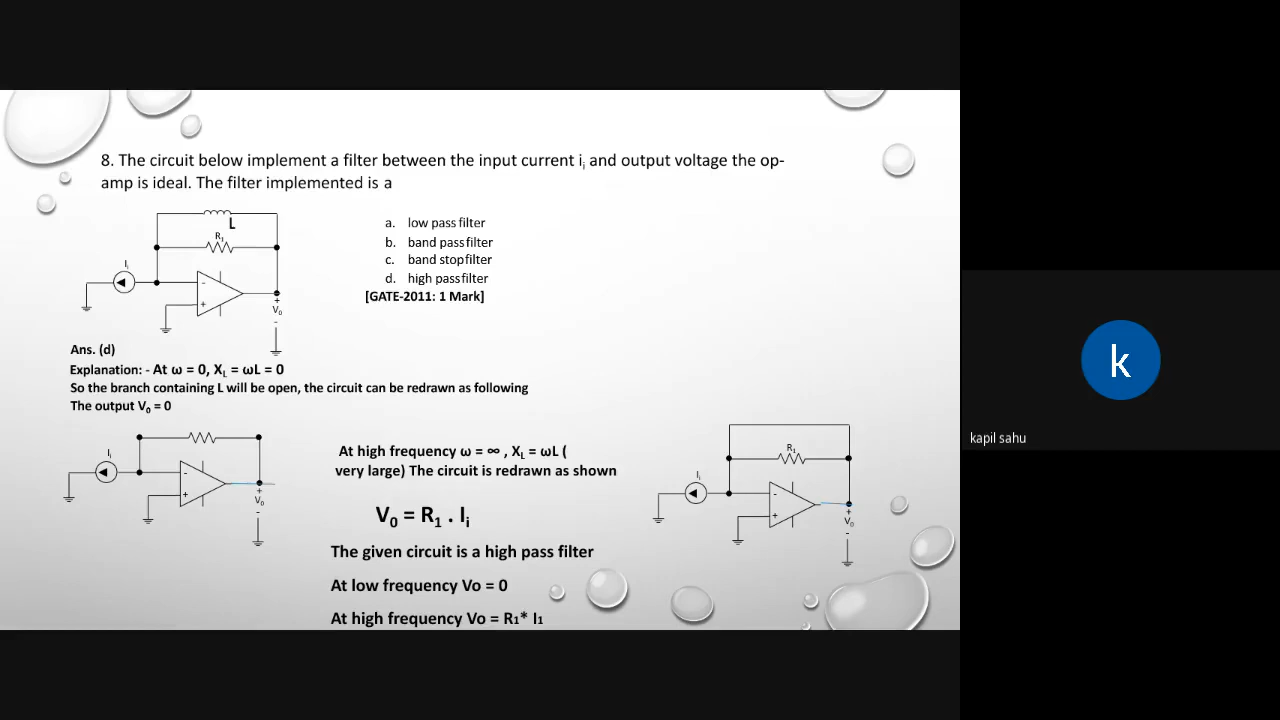 8. The circuit below implement a filter between the input current iᵢ and output voltage the op-
amp is ideal. The filter implemented is a
L
R₁
Iᵢ
-
+
+
V₀
-
a. low pass filter
b. band pass filter
c. band stop filter
d. high pass filter
[GATE-2011: 1 Mark]
Ans. (d)
Explanation: - At ω = 0, X_L = ωL = 0
So the branch containing L will be open, the circuit can be redrawn as following
The output V₀ = 0
Iᵢ
-
+
+
V₀
-
At high frequency ω = ∞ , X_L = ωL (
very large) The circuit is redrawn as shown
V₀ = R₁ . Iᵢ
The given circuit is a high pass filter
At low frequency Vo = 0
At high frequency Vo = R₁* I₁
R₁
Iᵢ
-
+
+
V₀
-
k
kapil sahu